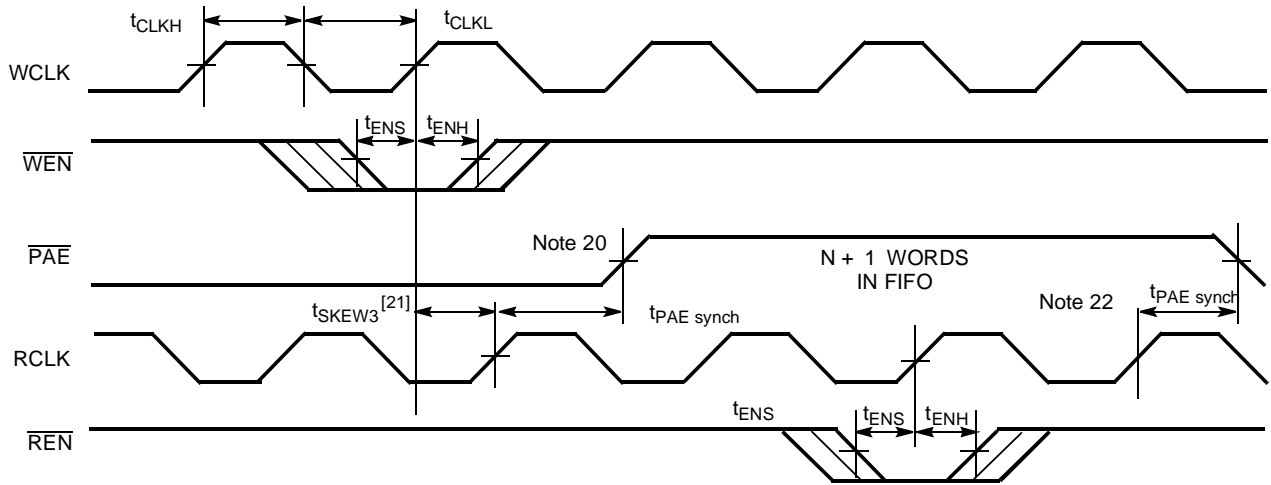 tCLKH
tCLKL
WCLK
tENS
tENH
WEN
PAE
Note 20
N + 1 WORDS
IN FIFO
tSKEW3[21]
tPAE synch
Note 22
tPAE synch
RCLK
tENS
tENS
tENH
REN